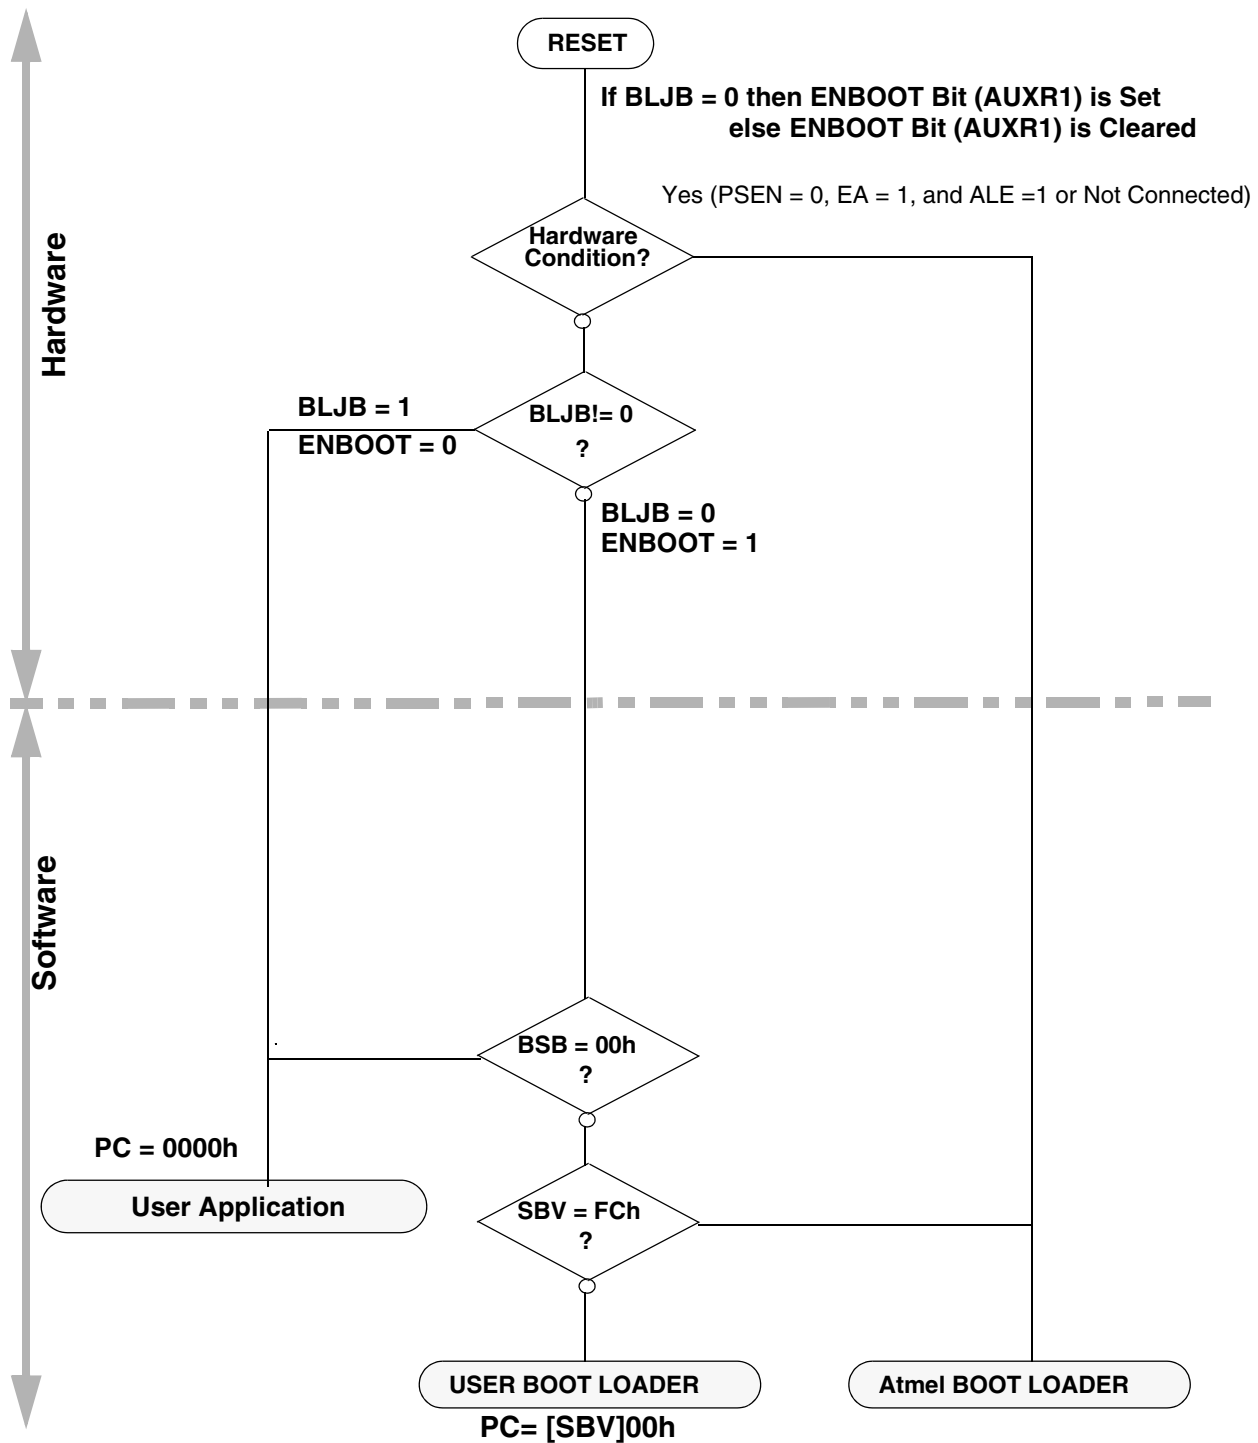 RESET
If BLJB = 0 then ENBOOT Bit (AUXR1) is Set
else ENBOOT Bit (AUXR1) is Cleared
Yes (PSEN = 0, EA = 1, and ALE =1 or Not Connected)
Hardware
Condition?
Hardware
BLJB = 1
ENBOOT = 0
BLJB!= 0
?
BLJB = 0
ENBOOT = 1
Software
BSB = 00h
?
PC = 0000h
User Application
SBV = FCh
?
USER BOOT LOADER
PC= [SBV]00h
Atmel BOOT LOADER